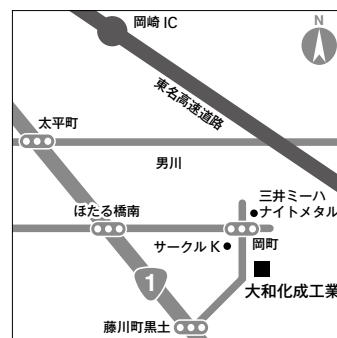 岡崎 IC
N
東名高速道路
太平町
男川
三井ミーハ
ナイトメタル
ほたる橋南
サークル K
岡町
1
大和化成工業
藤川町黒土